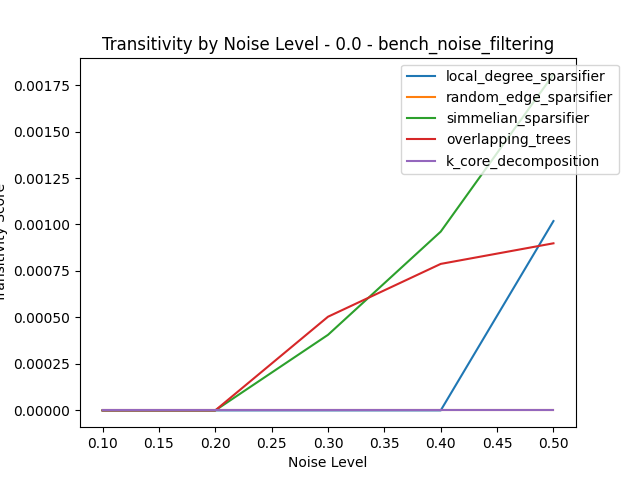 Transitivity by Noise Level - 0.0 - bench_noise_filtering
local_degree_sparsifier
random_edge_sparsifier
simmelian_sparsifier
overlapping_trees
k_core_decomposition
0.00175
0.00150
0.00125
0.00100
0.00075
0.00050
0.00025
0.00000
0.10
0.15
0.20
0.25
0.30
0.35
0.40
0.45
0.50
Noise Level